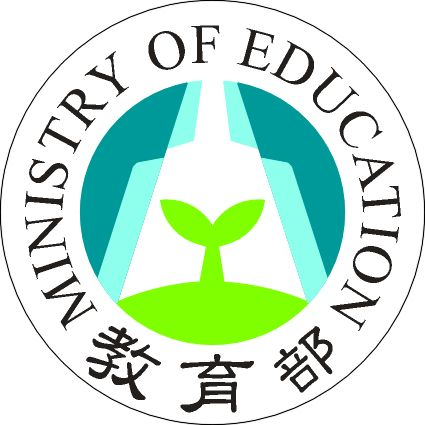 MINISTRY OF EDUCATION
教育部